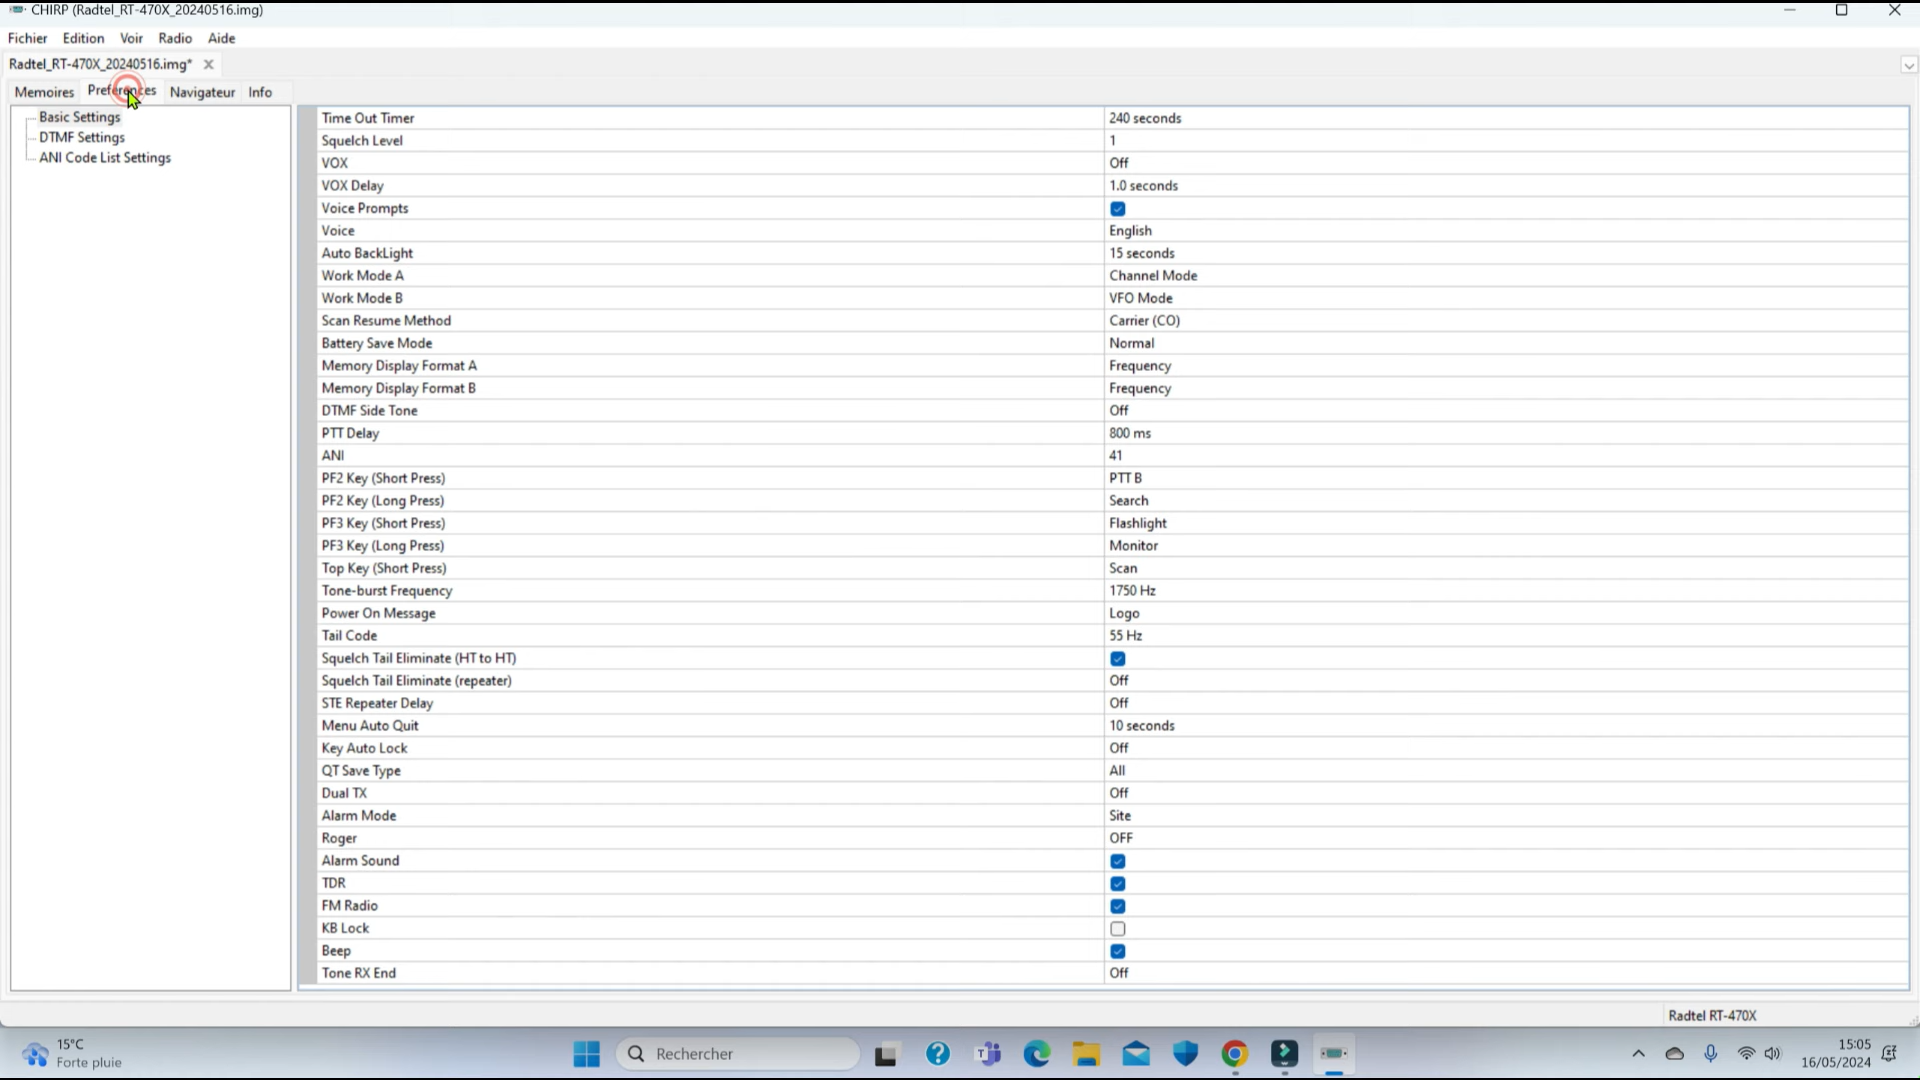 CHIRP (Radtel_RT-470X_20240516.img)
Fichier Edition Voir Radio Aide
Radtel_RT-470X_20240516.img*
Memoires Preferences Navigateur Info
Basic Settings
DTMF Settings
ANI Code List Settings
Time Out Timer 240 seconds
Squelch Level 1
VOX Off
VOX Delay 1.0 seconds
Voice Prompts
Voice English
Auto BackLight 15 seconds
Work Mode A Channel Mode
Work Mode B VFO Mode
Scan Resume Method Carrier (CO)
Battery Save Mode Normal
Memory Display Format A Frequency
Memory Display Format B Frequency
DTMF Side Tone Off
PTT Delay 800 ms
ANI 41
PF2 Key (Short Press) PTT B
PF2 Key (Long Press) Search
PF3 Key (Short Press) Flashlight
PF3 Key (Long Press) Monitor
Top Key (Short Press) Scan
Tone-burst Frequency 1750 Hz
Power On Message Logo
Tail Code 55 Hz
Squelch Tail Eliminate (HT to HT)
Squelch Tail Eliminate (repeater) Off
STE Repeater Delay Off
Menu Auto Quit 10 seconds
Key Auto Lock Off
QT Save Type All
Dual TX Off
Alarm Mode Site
Roger OFF
Alarm Sound
TDR
FM Radio
KB Lock
Beep
Tone RX End Off
Radtel RT-470X
15°C
Forte pluie
Rechercher
15:05
16/05/2024